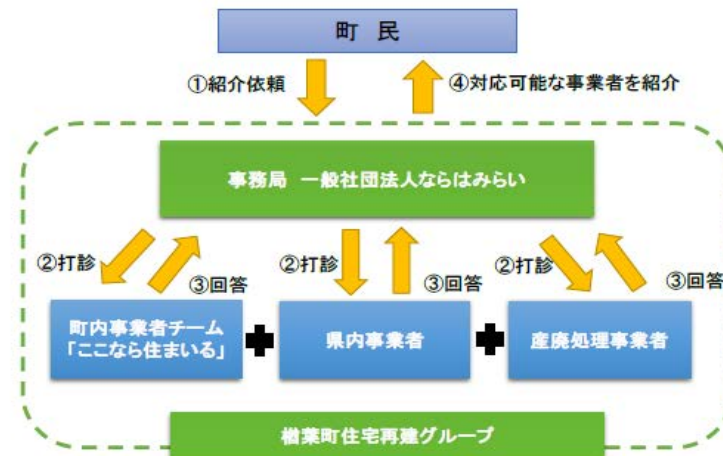 町 民
①紹介依頼
④対応可能な事業者を紹介
事務局 一般社団法人ならはみらい
②打診
③回答
②打診
③回答
②打診
③回答
町内事業者チーム
「ここなら住まいる」
県内事業者
産廃処理事業者
楢葉町住宅再建グループ